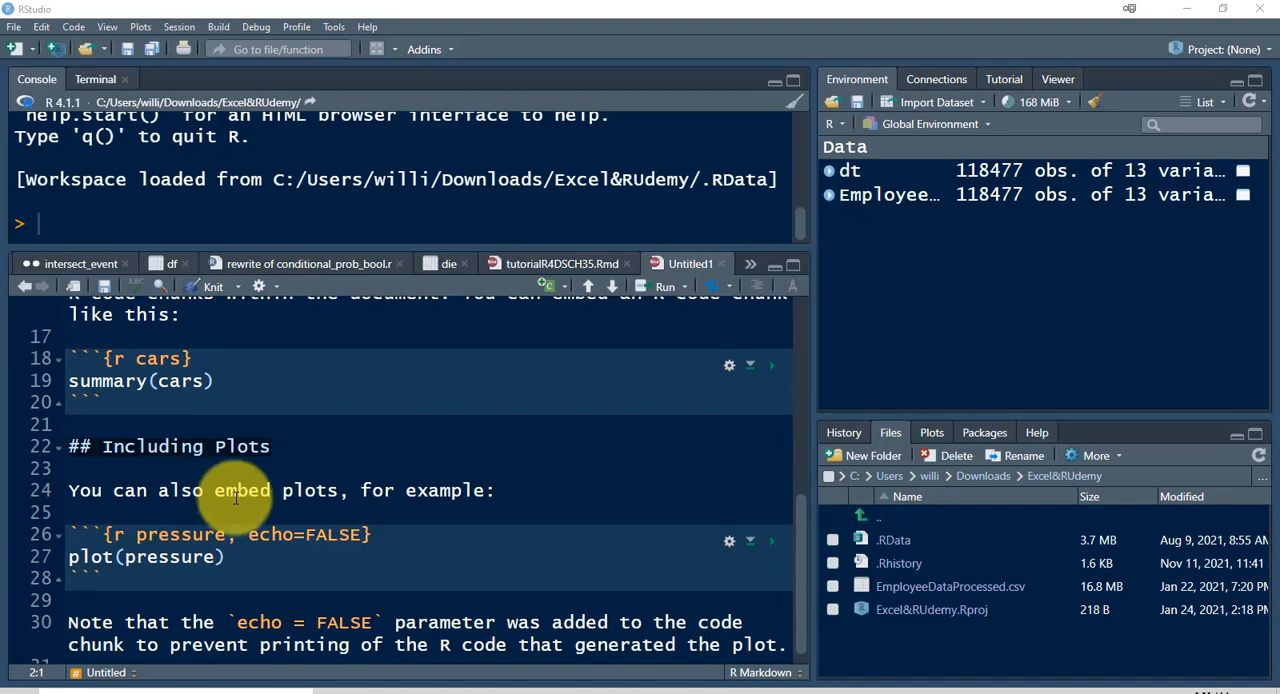 RStudio
File Edit Code View Plots Session Build Debug Profile Tools Help
Go to file/function Addins Project: (None)
Console Terminal
R 4.1.1 · C:/Users/willi/Downloads/Excel&RUdemy/
'help.start()' for an HTML browser interface to help.
Type 'q()' to quit R.
[Workspace loaded from C:/Users/willi/Downloads/Excel&RUdemy/.RData]
>
intersect_event df rewrite of conditional_prob_bool.r die tutorialR4DSCH35.Rmd Untitled1
ABC Knit Run
R code chunks within the document. You can embed an R code chunk
like this:
17
18 ```{r cars}
19 summary(cars)
20 ```
21
22 ## Including Plots
23
24 You can also embed plots, for example:
25
26 ```{r pressure, echo=FALSE}
27 plot(pressure)
28 ```
29
30 Note that the `echo = FALSE` parameter was added to the code
chunk to prevent printing of the R code that generated the plot.
31
2:1 # Untitled R Markdown
Environment Connections Tutorial Viewer
Import Dataset 168 MiB List
R Global Environment
Data
dt 118477 obs. of 13 varia…
Employee… 118477 obs. of 13 varia…
History Files Plots Packages Help
New Folder Delete Rename More
C: Users willi Downloads Excel&RUdemy ...
Name Size Modified
..
.RData 3.7 MB Aug 9, 2021, 8:55 AM
.Rhistory 1.6 KB Nov 11, 2021, 11:41
EmployeeDataProcessed.csv 16.8 MB Jan 22, 2021, 7:20 PM
Excel&RUdemy.Rproj 218 B Jan 24, 2021, 2:18 PM